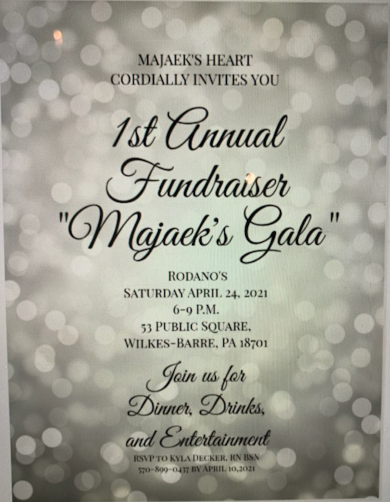 MAJAEK'S HEART
CORDIALLY INVITES YOU
1st Annual
Fundraiser
"Majaek's Gala"
RODANO'S
SATURDAY APRIL 24, 2021
6-9 P.M.
53 PUBLIC SQUARE,
WILKES-BARRE, PA 18701
Join us for
Dinner, Drinks,
and Entertainment
RSVP TO KYLA DECKER, RN BSN
570-899-0437 BY APRIL 10,2021